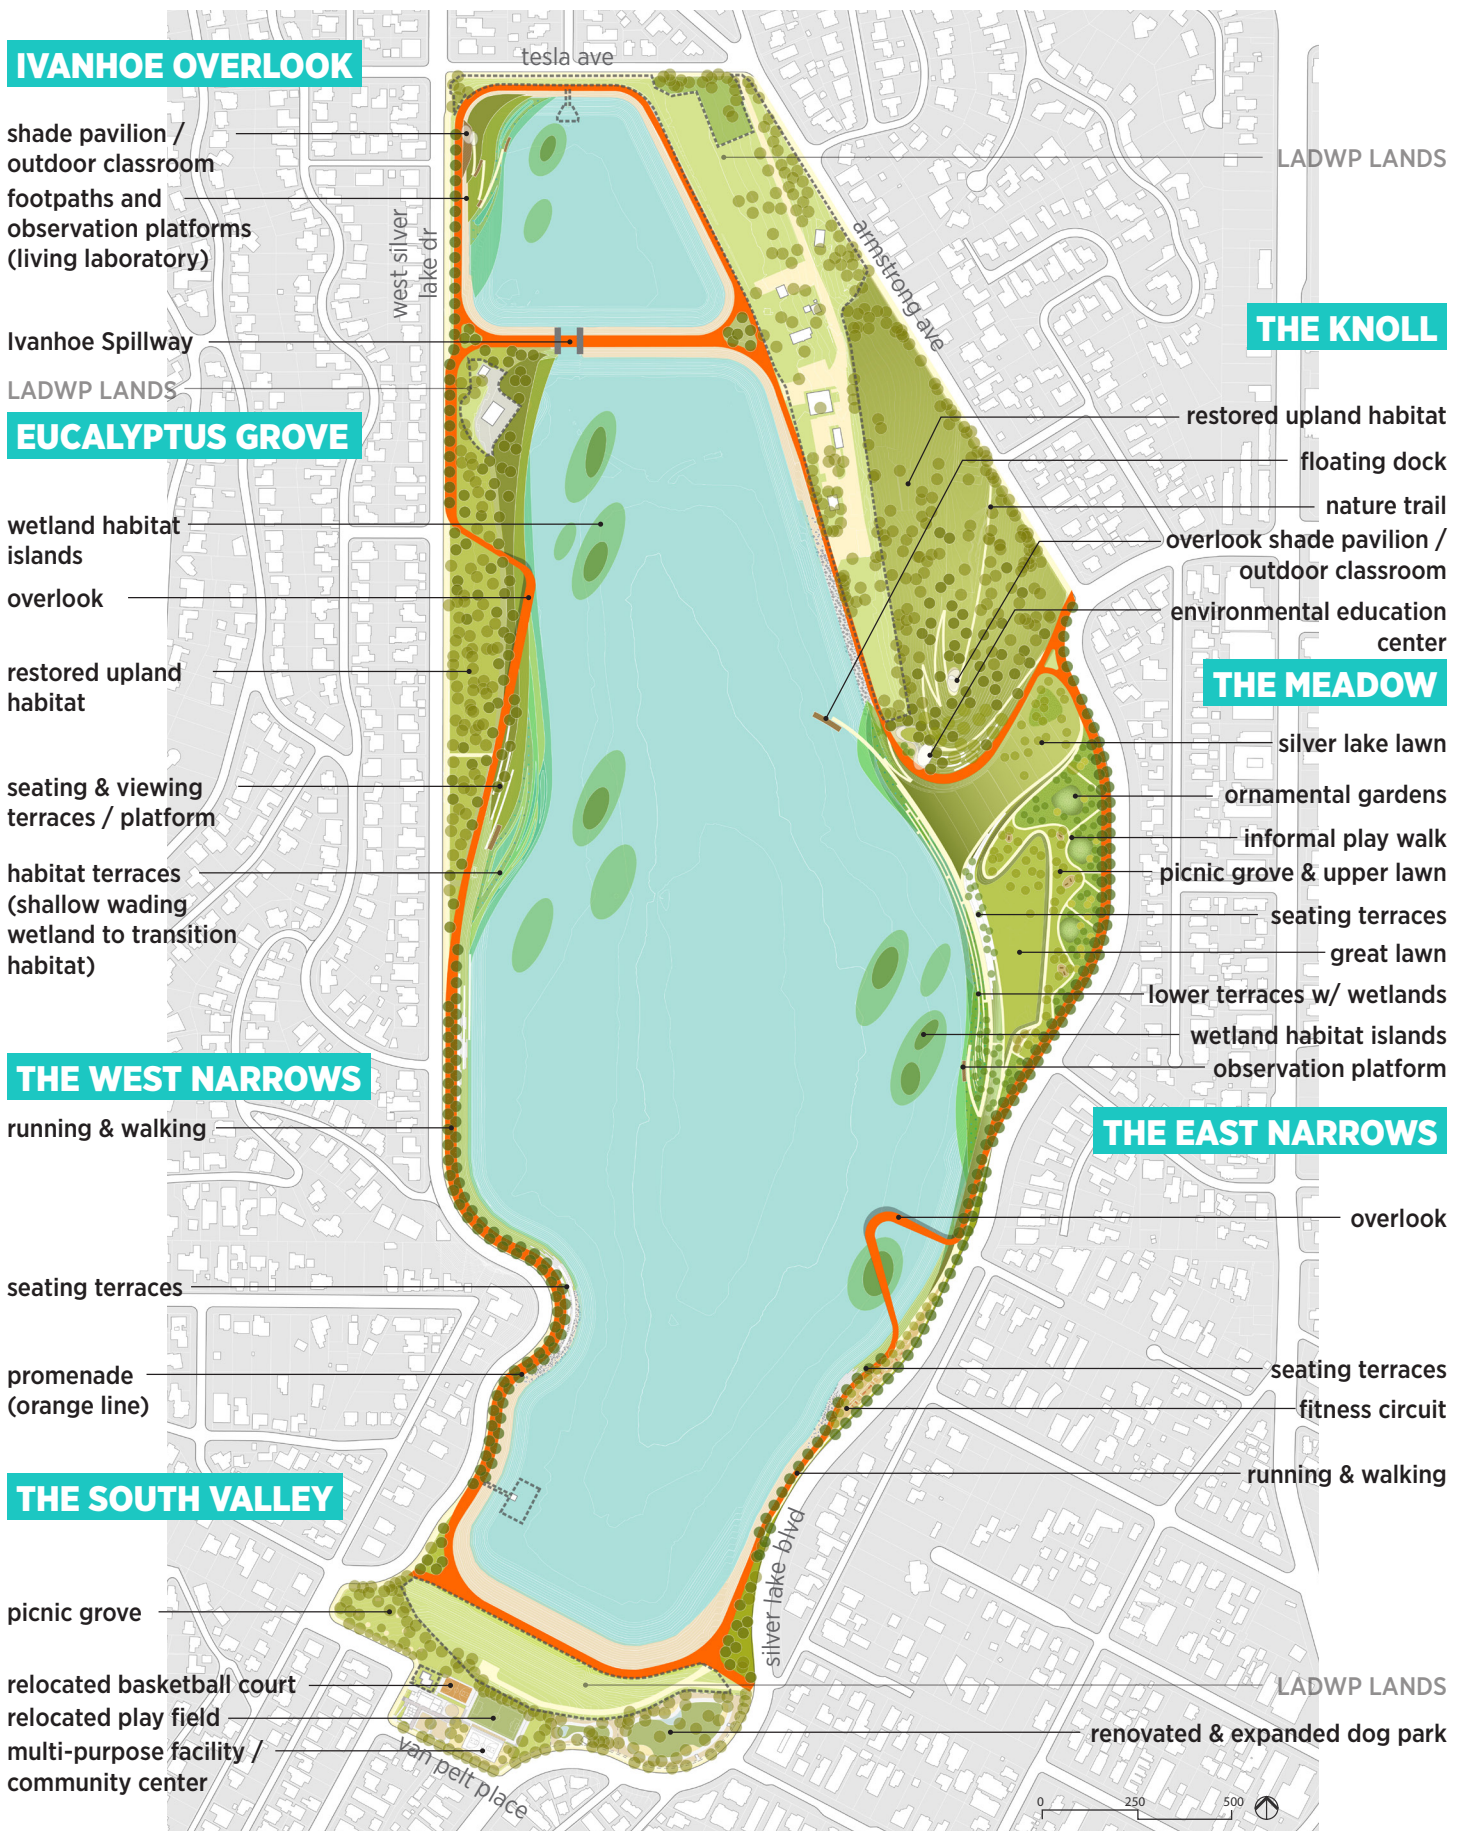 tesla ave
IVANHOE OVERLOOK
shade pavilion /
outdoor classroom
footpaths and
observation platforms
(living laboratory)
west silver
lake dr
Ivanhoe Spillway
LADWP LANDS
EUCALYPTUS GROVE
wetland habitat
islands
overlook
restored upland
habitat
seating & viewing
terraces / platform
habitat terraces
(shallow wading
wetland to transition
habitat)
THE WEST NARROWS
running & walking
seating terraces
promenade
(orange line)
THE SOUTH VALLEY
picnic grove
relocated basketball court
relocated play field
multi-purpose facility /
community center
van pelt place
LADWP LANDS
armstrong ave
THE KNOLL
restored upland habitat
floating dock
nature trail
overlook shade pavilion /
outdoor classroom
environmental education
center
THE MEADOW
silver lake lawn
ornamental gardens
informal play walk
picnic grove & upper lawn
seating terraces
great lawn
lower terraces w/ wetlands
wetland habitat islands
observation platform
THE EAST NARROWS
overlook
seating terraces
fitness circuit
running & walking
silver lake blvd
LADWP LANDS
renovated & expanded dog park
0 250 500